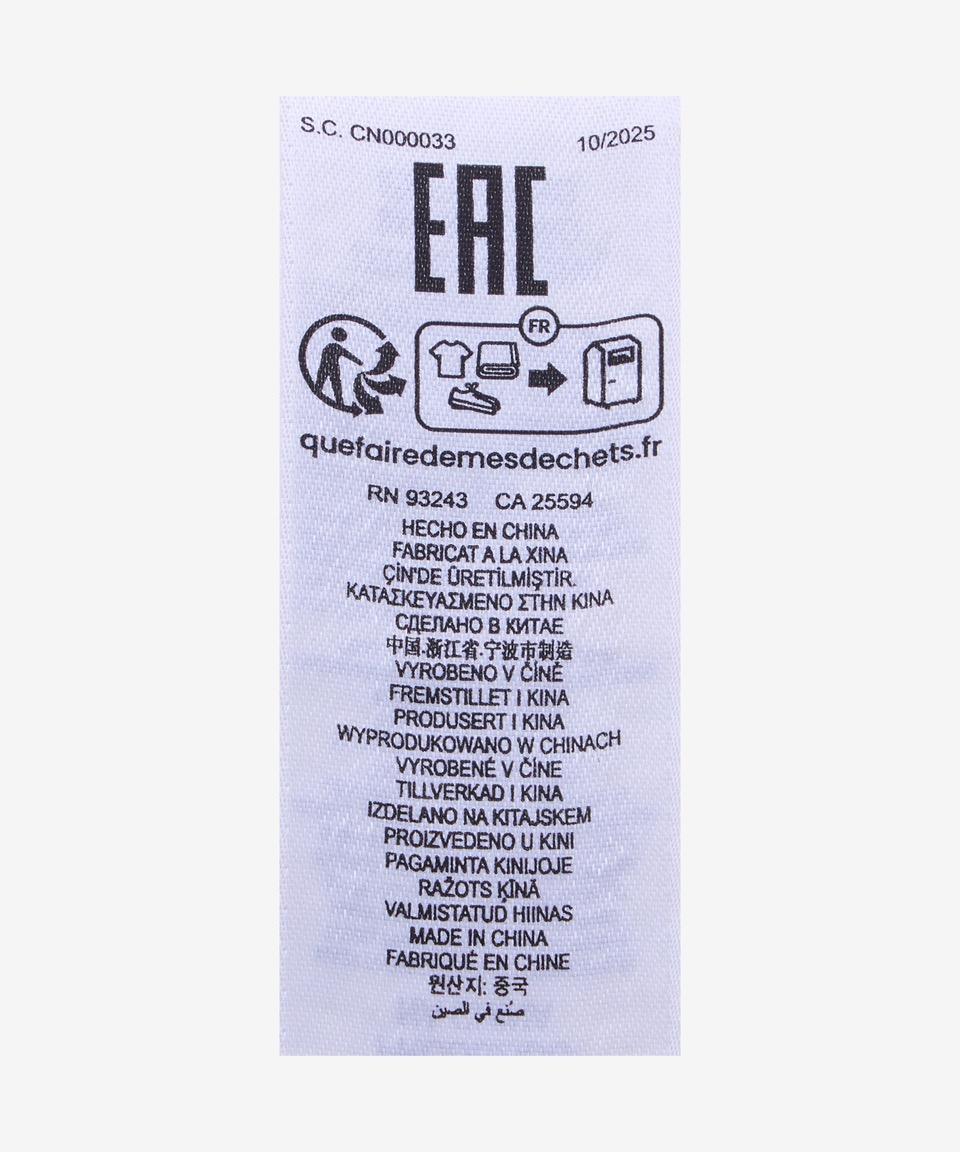 S.C. CN000033 10/2025
EAC
FR
quefairedemesdechets.fr
RN 93243 CA 25594
HECHO EN CHINA
FABRICAT A LA XINA
ÇİN'DE ÜRETİLMİŞTİR.
ΚΑΤΑΣΚΕΥΑΣΜΕΝΟ ΣΤΗΝ ΚΙΝΑ
СДЕЛАНО В КИТАЕ
中国.浙江省.宁波市制造
VYROBENO V ČÍNĚ
FREMSTILLET I KINA
PRODUSERT I KINA
WYPRODUKOWANO W CHINACH
VYROBENÉ V ČÍNE
TILLVERKAD I KINA
IZDELANO NA KITAJSKEM
PROIZVEDENO U KINI
PAGAMINTA KINIJOJE
RAŽOTS ĶĪNĀ
VALMISTATUD HIINAS
MADE IN CHINA
FABRIQUÉ EN CHINE
원산지: 중국
صُنع في الصين